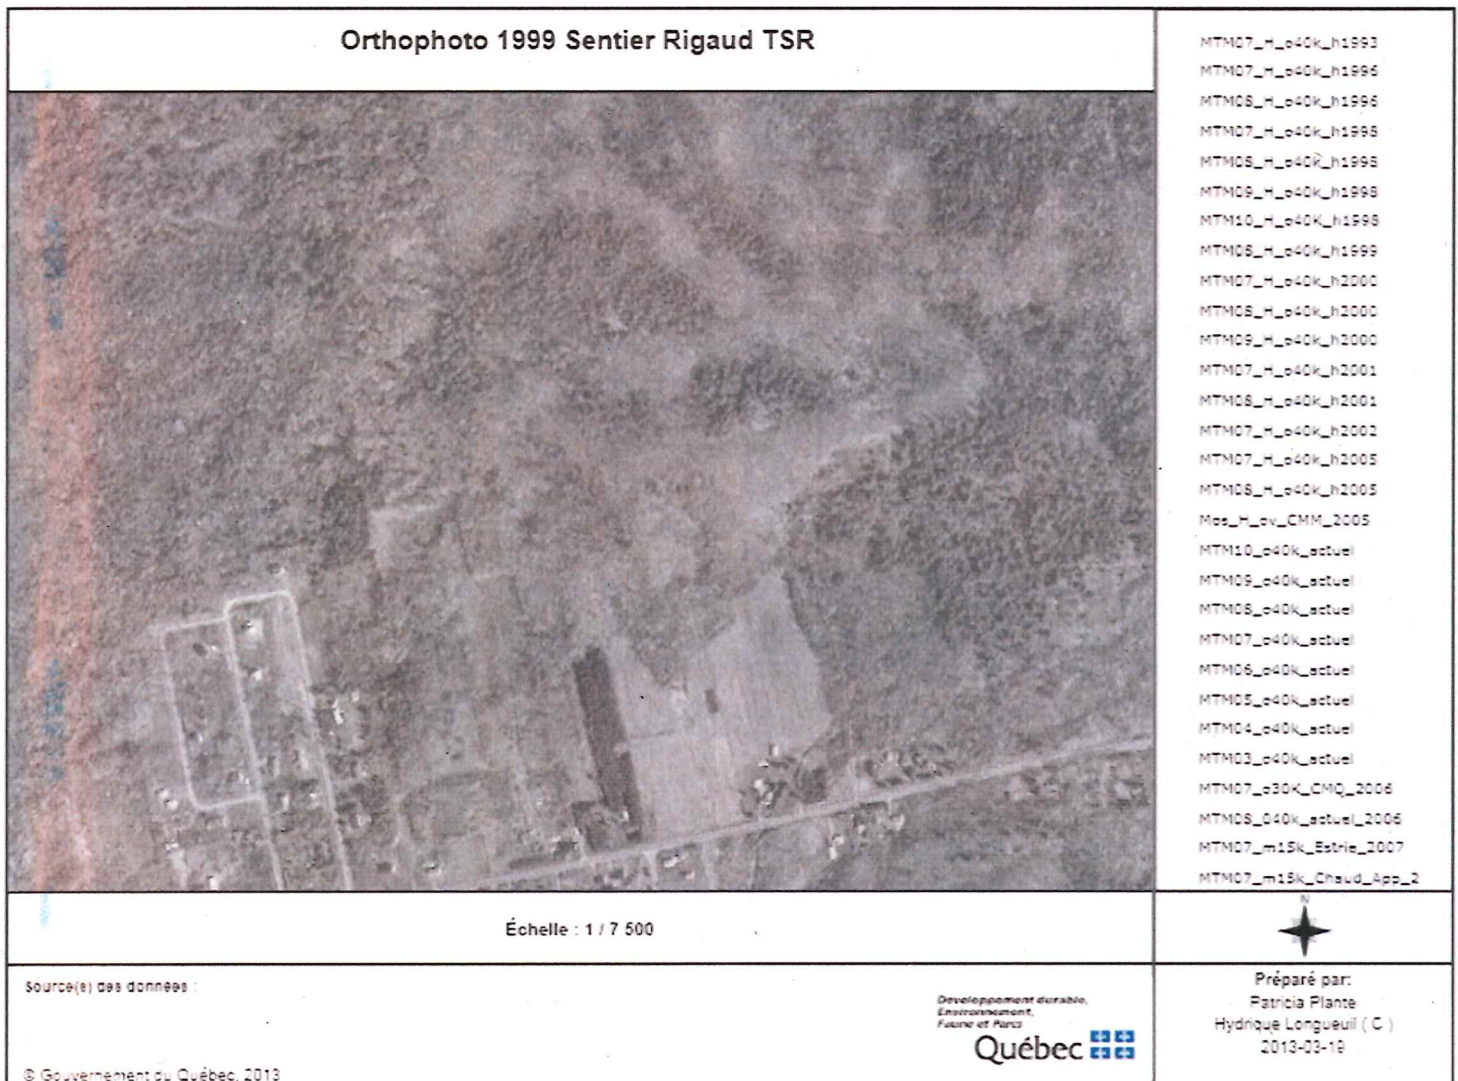 Orthophoto 1999 Sentier Rigaud TSR
MTM07_H_o40k_h1993
MTM07_H_o40k_h1996
MTM08_H_o40k_h1996
MTM07_H_o40k_h1998
MTM08_H_o40k_h1998
MTM09_H_o40k_h1998
MTM10_H_o40K_h1998
MTM08_H_o40k_h1999
MTM07_H_o40k_h2000
MTM08_H_o40k_h2000
MTM09_H_o40k_h2000
MTM07_H_o40k_h2001
MTM08_H_o40k_h2001
MTM07_H_o40k_h2002
MTM07_H_o40k_h2005
MTM08_H_o40k_h2005
Mos_H_ov_CMM_2005
MTM10_o40k_actuel
MTM09_o40k_actuel
MTM08_o40k_actuel
MTM07_o40k_actuel
MTM06_o40k_actuel
MTM05_o40k_actuel
MTM04_o40k_actuel
MTM03_o40k_actuel
MTM07_o30K_CMQ_2006
MTM08_040k_actuel_2006
MTM07_m15k_Estrie_2007
MTM07_m15k_Chaud_App_2
Échelle : 1 / 7 500
N
Source(s) des données :
Développement durable,
Environnement,
Faune et Parcs
Québec
© Gouvernement du Québec, 2013
Préparé par:
Patricia Plante
Hydrique Longueuil ( C )
2013-03-19